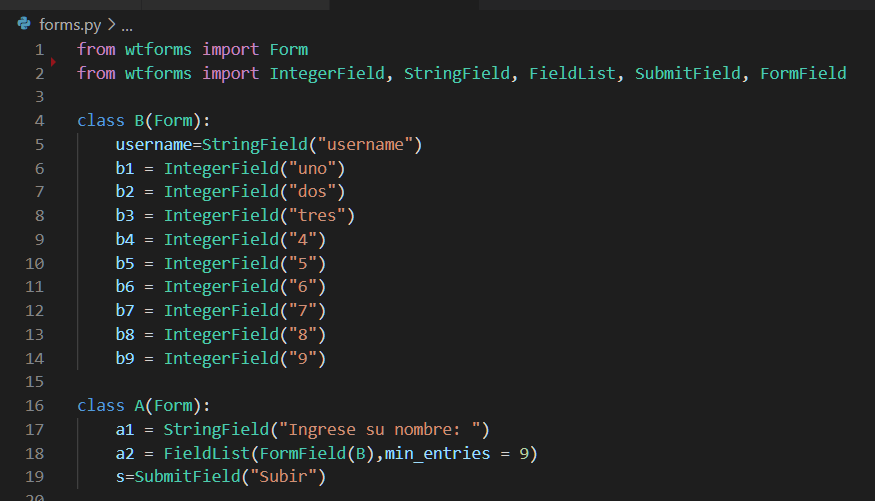 forms.py > ...
1 from wtforms import Form
2 from wtforms import IntegerField, StringField, FieldList, SubmitField, FormField
3
4 class B(Form):
5     username=StringField("username")
6     b1 = IntegerField("uno")
7     b2 = IntegerField("dos")
8     b3 = IntegerField("tres")
9     b4 = IntegerField("4")
10     b5 = IntegerField("5")
11     b6 = IntegerField("6")
12     b7 = IntegerField("7")
13     b8 = IntegerField("8")
14     b9 = IntegerField("9")
15
16 class A(Form):
17     a1 = StringField("Ingrese su nombre: ")
18     a2 = FieldList(FormField(B),min_entries = 9)
19     s=SubmitField("Subir")
20